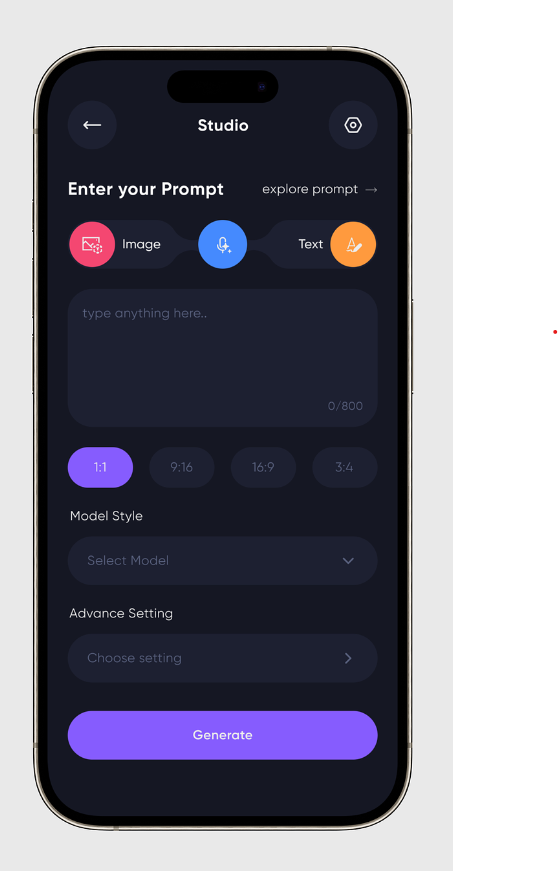 Studio
Enter your Prompt
explore prompt →
Image
Text
type anything here..
0/800
1:1
9:16
16:9
3:4
Model Style
Select Model
Advance Setting
Choose setting
Generate